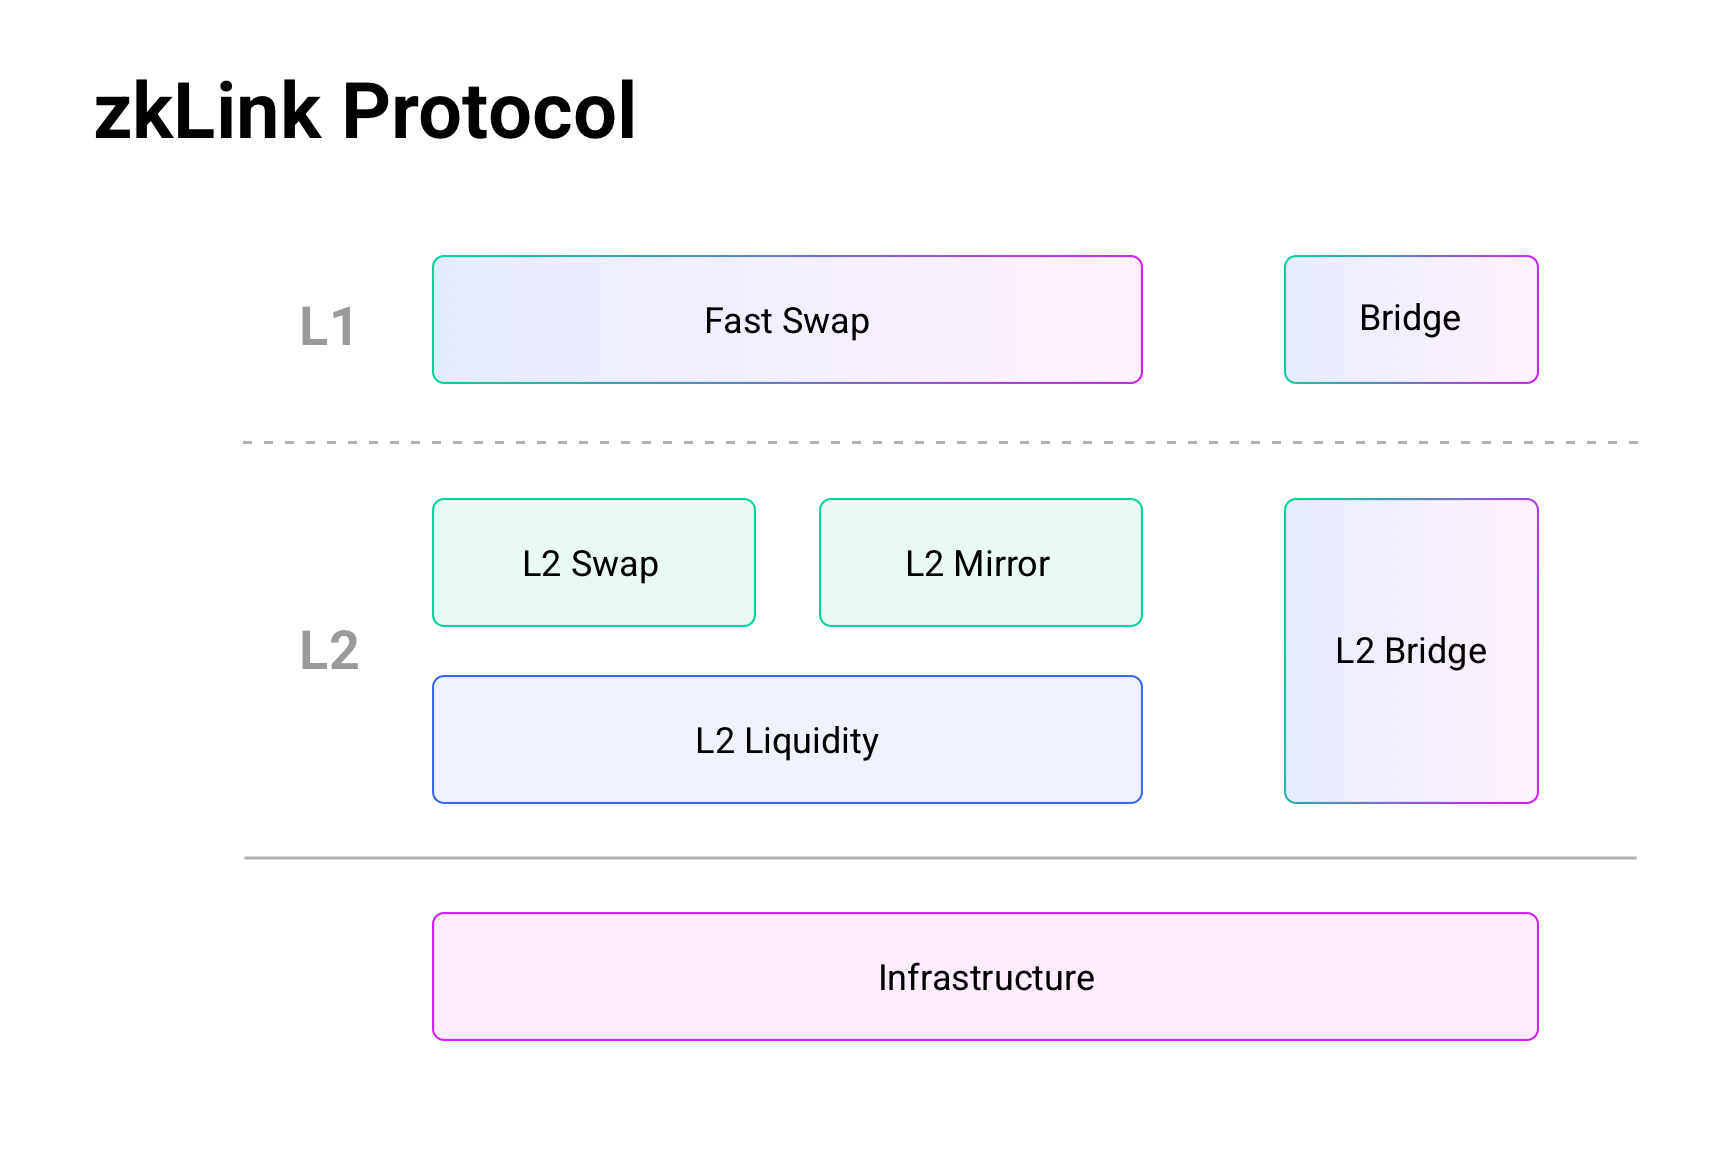 zkLink Protocol
L1
Fast Swap
Bridge
L2
L2 Swap
L2 Mirror
L2 Liquidity
L2 Bridge
Infrastructure